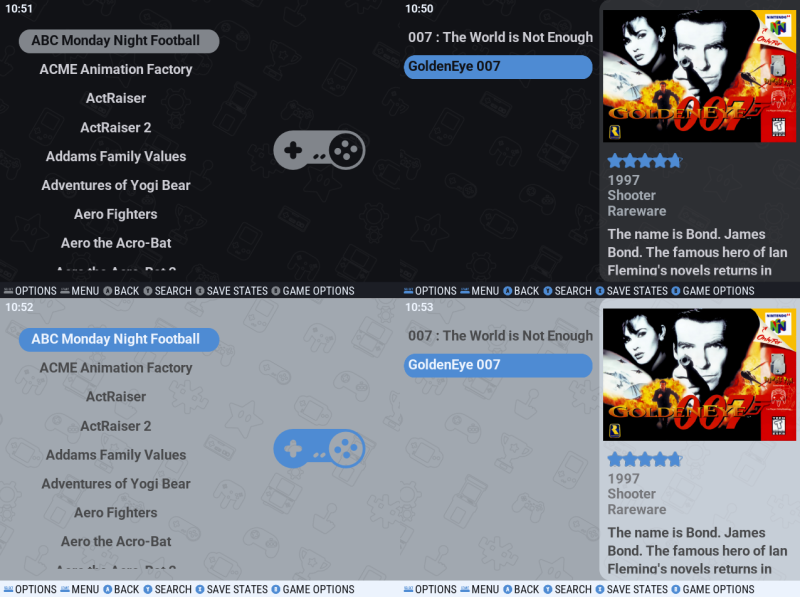 10:51
ABC Monday Night Football
ACME Animation Factory
ActRaiser
ActRaiser 2
Addams Family Values
Adventures of Yogi Bear
Aero Fighters
Aero the Acro-Bat
OPTIONS MENU BACK SEARCH SAVE STATES GAME OPTIONS
10:50
007 : The World is Not Enough
GoldenEye 007
NINTENDO 64
GOLDENEYE 007
1997
Shooter
Rareware
The name is Bond. James
Bond. The famous hero of Ian
Fleming's novels returns in
OPTIONS MENU BACK SEARCH SAVE STATES GAME OPTIONS
10:52
ABC Monday Night Football
ACME Animation Factory
ActRaiser
ActRaiser 2
Addams Family Values
Adventures of Yogi Bear
Aero Fighters
Aero the Acro-Bat
OPTIONS MENU BACK SEARCH SAVE STATES GAME OPTIONS
10:53
007 : The World is Not Enough
GoldenEye 007
NINTENDO 64
GOLDENEYE 007
1997
Shooter
Rareware
The name is Bond. James
Bond. The famous hero of Ian
Fleming's novels returns in
OPTIONS MENU BACK SEARCH SAVE STATES GAME OPTIONS